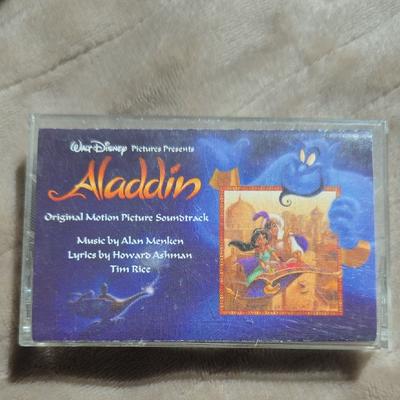 Walt Disney Pictures Presents
Aladdin
Original Motion Picture Soundtrack
Music by Alan Menken
Lyrics by Howard Ashman
Tim Rice